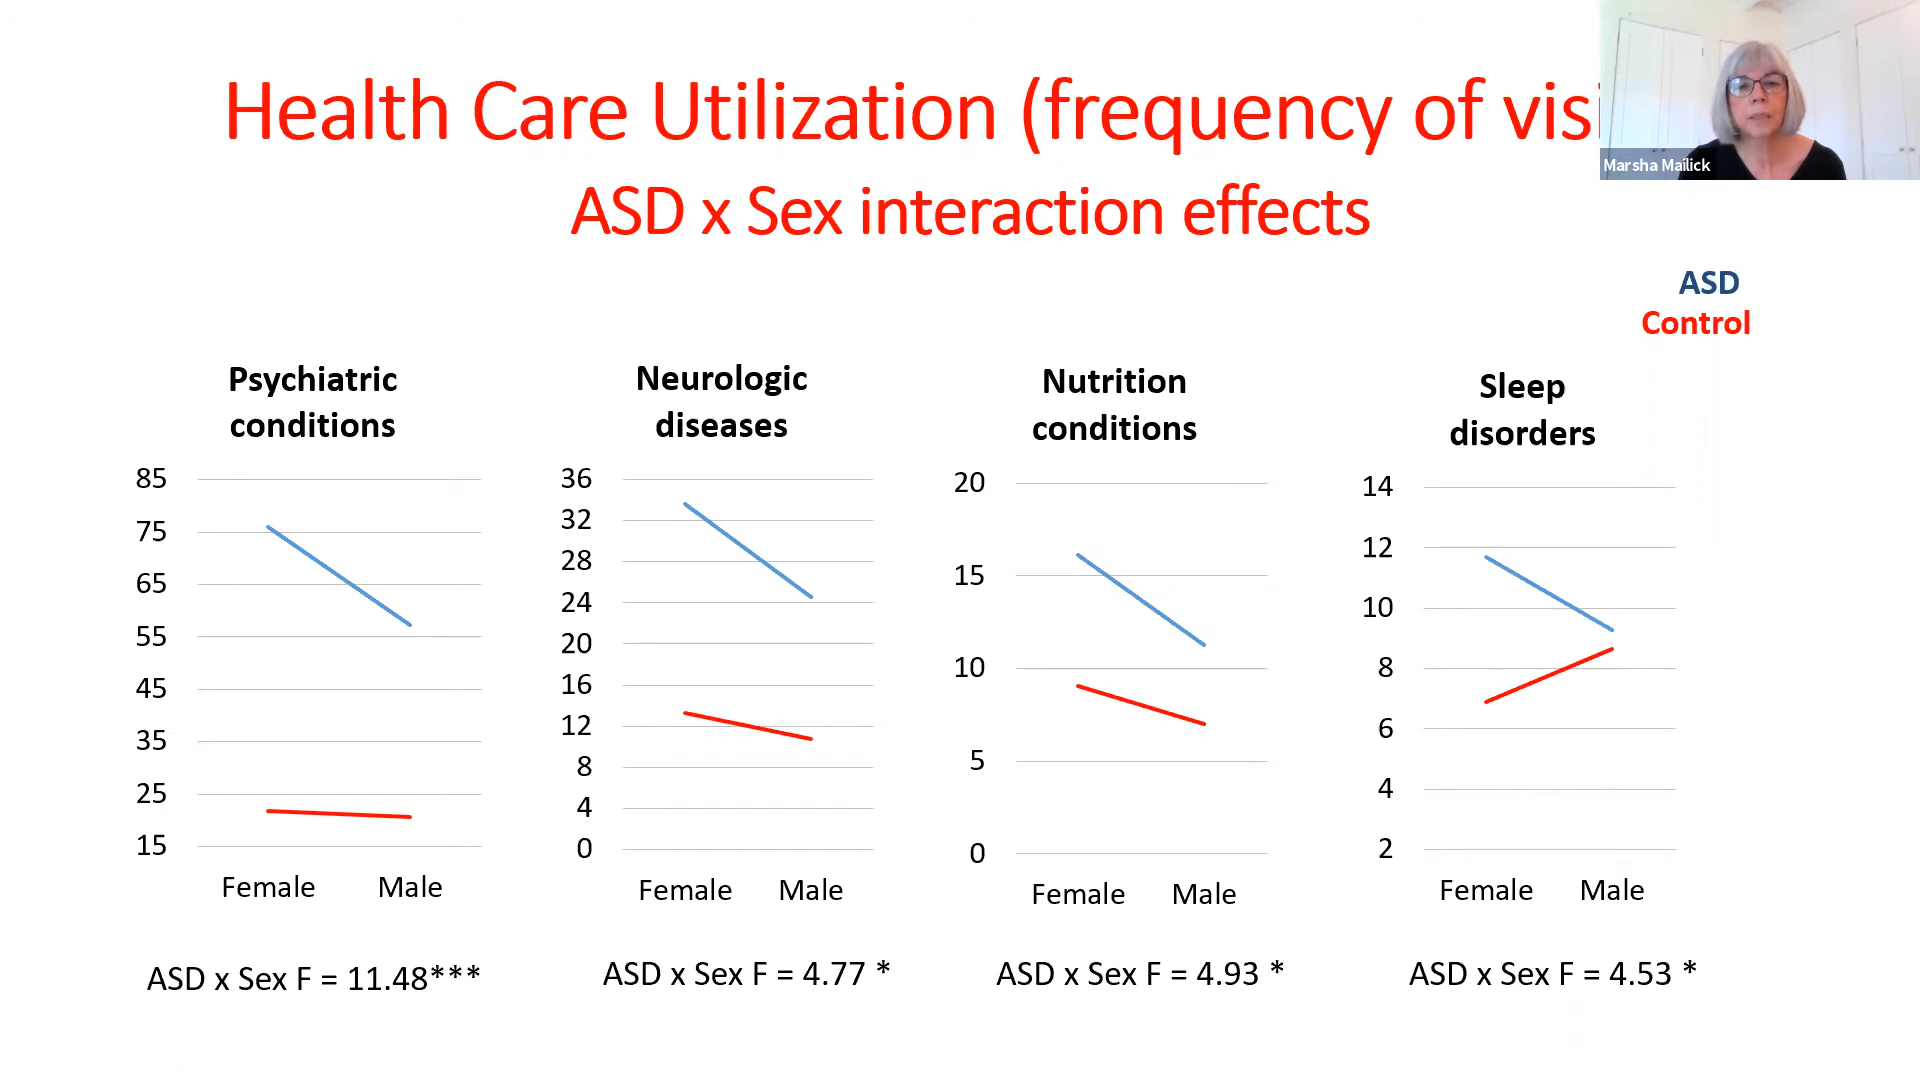 Health Care Utilization (frequency of visi
Marsha Mailick
ASD x Sex interaction effects
ASD
Control
Psychiatric
conditions
85
75
65
55
45
35
25
15
Female Male
ASD x Sex F = 11.48***
Neurologic
diseases
36
32
28
24
20
16
12
8
4
0
Female Male
ASD x Sex F = 4.77 *
Nutrition
conditions
20
15
10
5
0
Female Male
ASD x Sex F = 4.93 *
Sleep
disorders
14
12
10
8
6
4
2
Female Male
ASD x Sex F = 4.53 *